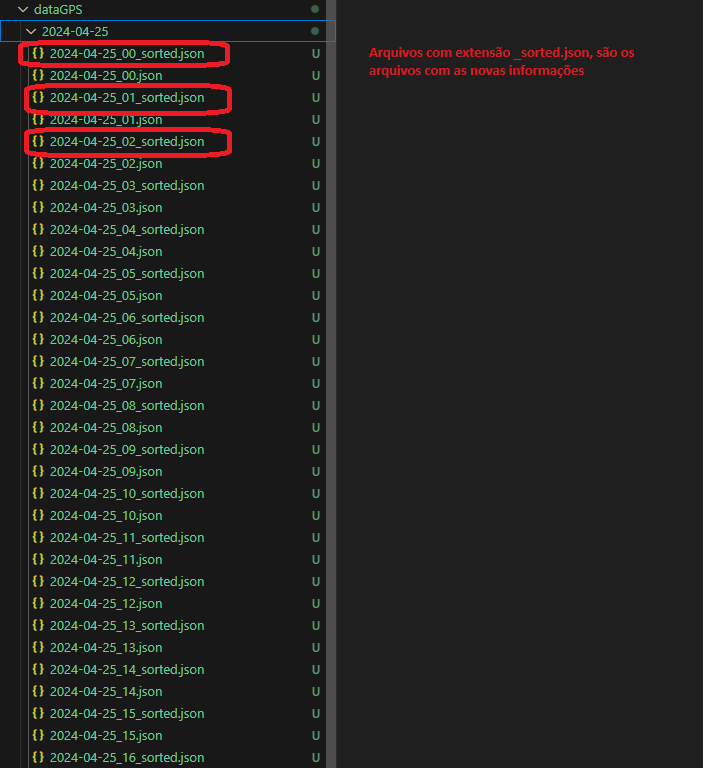 dataGPS
2024-04-25
{} 2024-04-25_00_sorted.json U
Arquivos com extensão _sorted.json, são os
arquivos com as novas informações
{} 2024-04-25_00.json U
{} 2024-04-25_01_sorted.json U
{} 2024-04-25_01.json U
{} 2024-04-25_02_sorted.json U
{} 2024-04-25_02.json U
{} 2024-04-25_03_sorted.json U
{} 2024-04-25_03.json U
{} 2024-04-25_04_sorted.json U
{} 2024-04-25_04.json U
{} 2024-04-25_05_sorted.json U
{} 2024-04-25_05.json U
{} 2024-04-25_06_sorted.json U
{} 2024-04-25_06.json U
{} 2024-04-25_07_sorted.json U
{} 2024-04-25_07.json U
{} 2024-04-25_08_sorted.json U
{} 2024-04-25_08.json U
{} 2024-04-25_09_sorted.json U
{} 2024-04-25_09.json U
{} 2024-04-25_10_sorted.json U
{} 2024-04-25_10.json U
{} 2024-04-25_11_sorted.json U
{} 2024-04-25_11.json U
{} 2024-04-25_12_sorted.json U
{} 2024-04-25_12.json U
{} 2024-04-25_13_sorted.json U
{} 2024-04-25_13.json U
{} 2024-04-25_14_sorted.json U
{} 2024-04-25_14.json U
{} 2024-04-25_15_sorted.json U
{} 2024-04-25_15.json U
{} 2024-04-25_16_sorted.json U